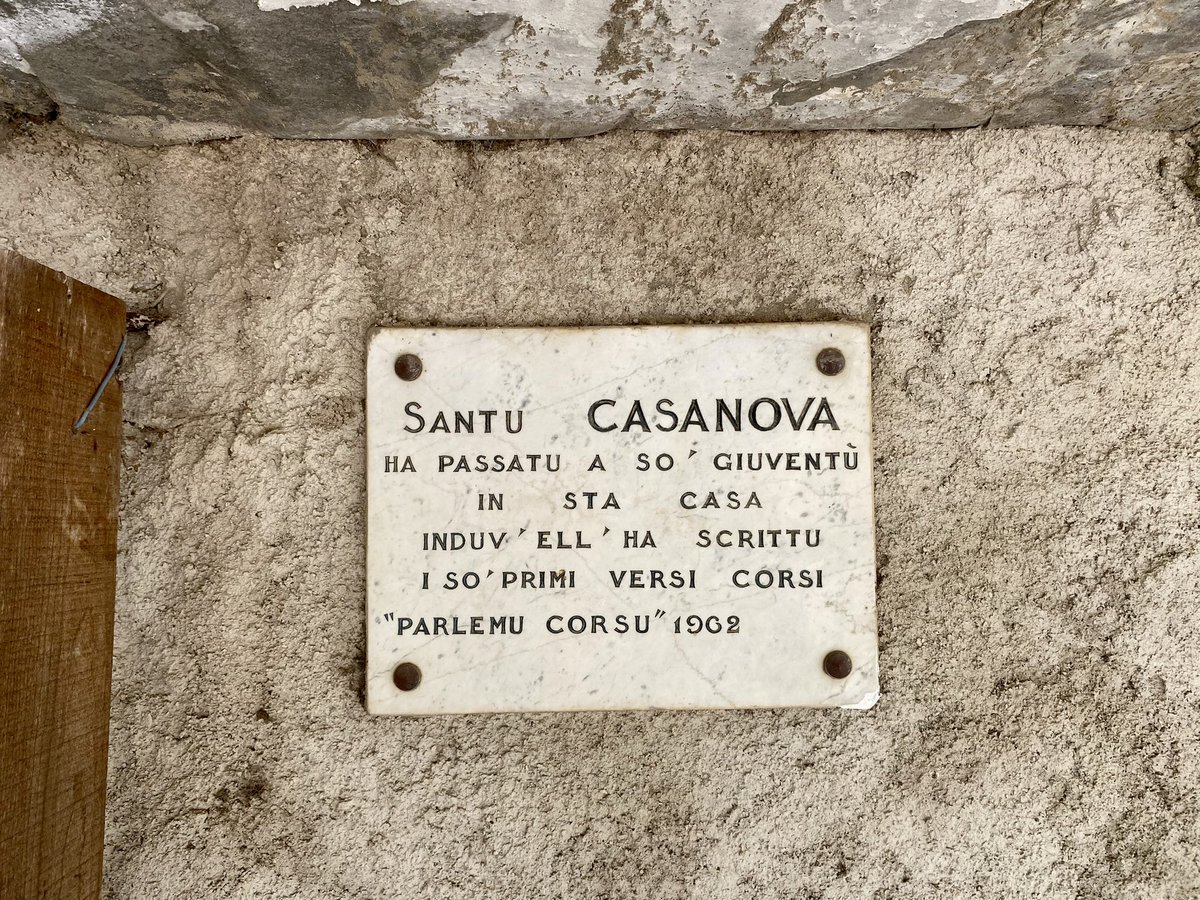 Santu CASANOVA
HA PASSATU A SO' GIUVENTÙ
IN STA CASA
INDUV'ELL'HA SCRITTU
I SO'PRIMI VERSI CORSI
"PARLEMU CORSU" 1962